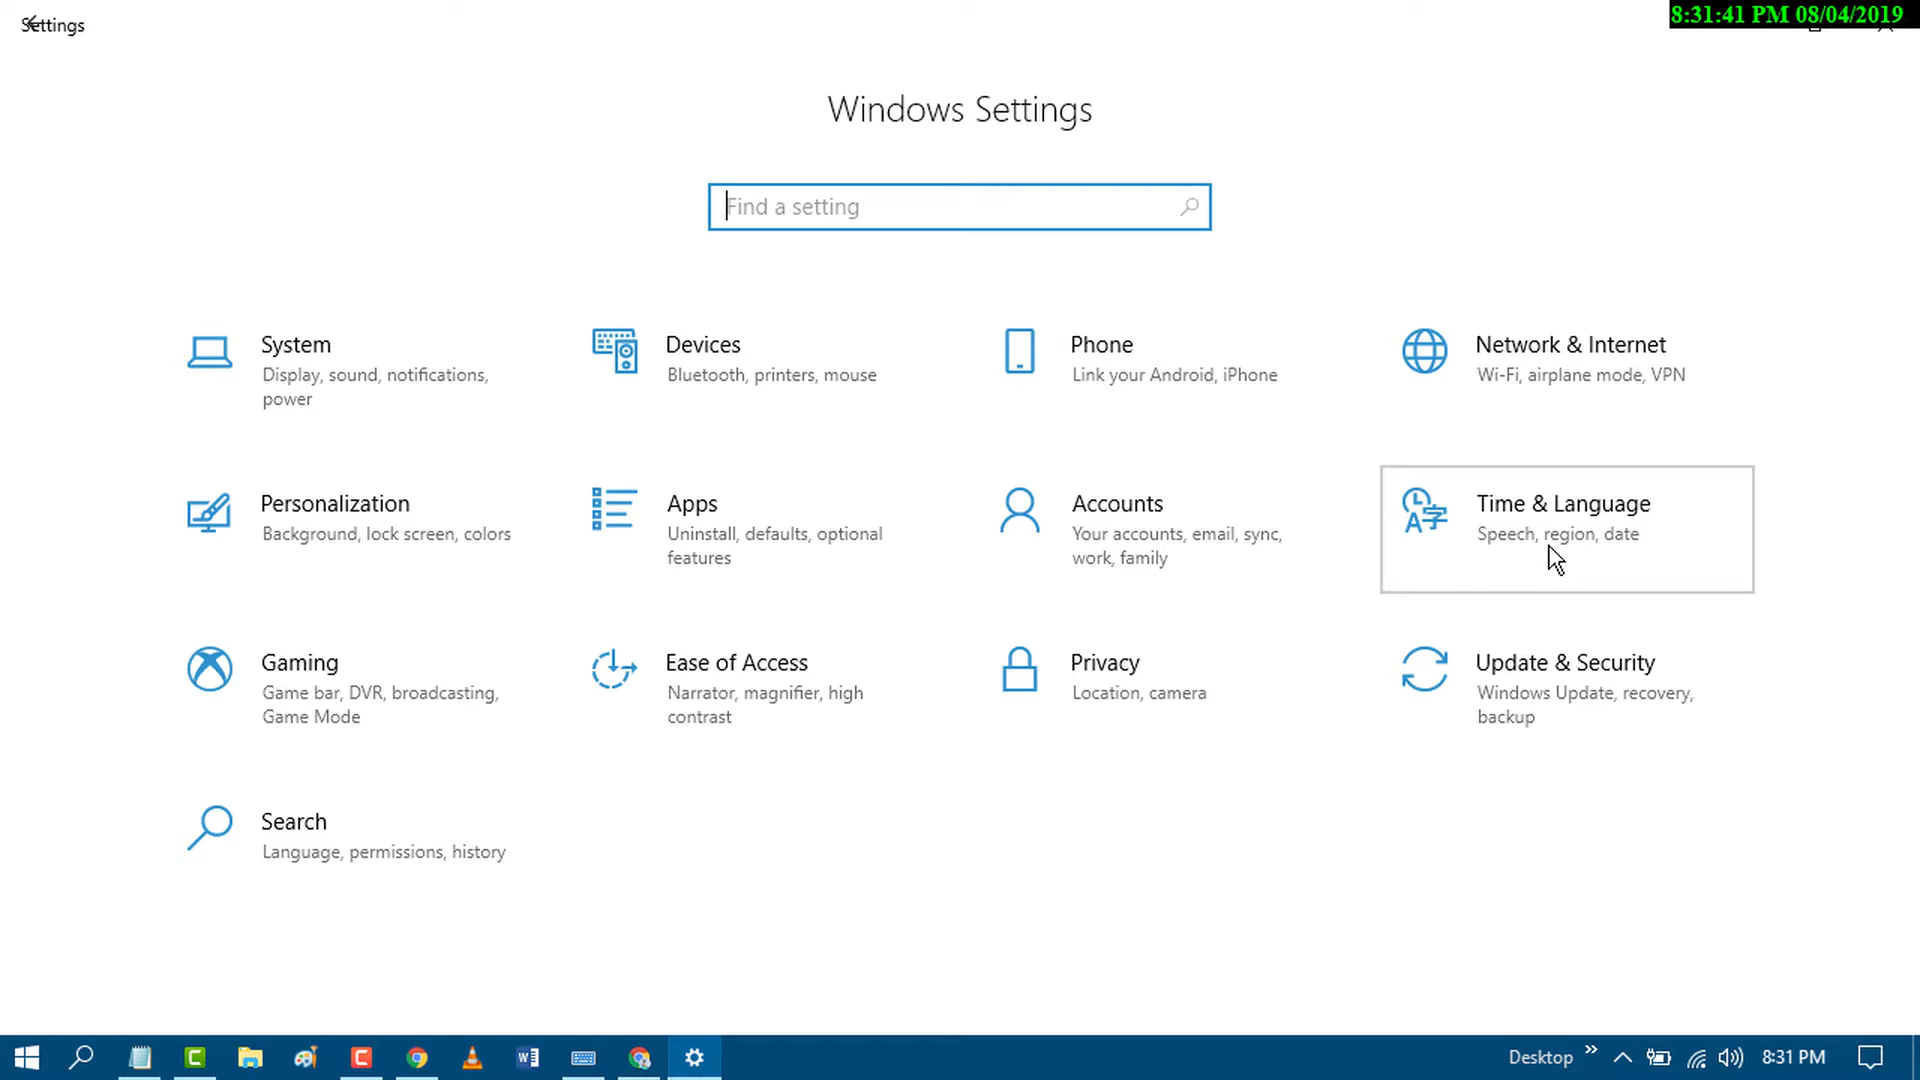 Settings
8:31:41 PM 08/04/2019
Windows Settings
Find a setting
System
Display, sound, notifications,
power
Devices
Bluetooth, printers, mouse
Phone
Link your Android, iPhone
Network & Internet
Wi-Fi, airplane mode, VPN
Personalization
Background, lock screen, colors
Apps
Uninstall, defaults, optional
features
Accounts
Your accounts, email, sync,
work, family
Time & Language
Speech, region, date
Gaming
Game bar, DVR, broadcasting,
Game Mode
Ease of Access
Narrator, magnifier, high
contrast
Privacy
Location, camera
Update & Security
Windows Update, recovery,
backup
Search
Language, permissions, history
Desktop
8:31 PM